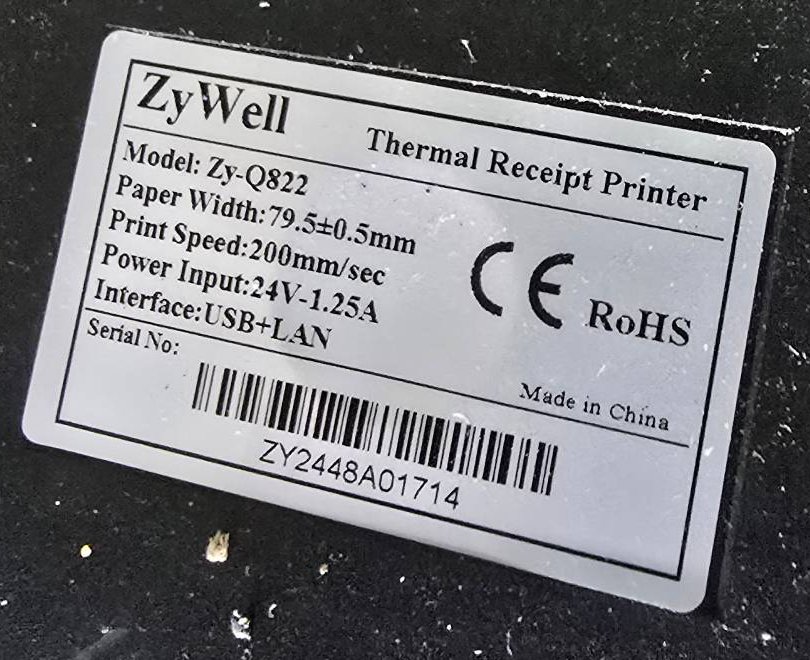 ZyWell
Thermal Receipt Printer
Model: Zy-Q822
Paper Width:79.5±0.5mm
Print Speed:200mm/sec
Power Input:24V-1.25A
Interface:USB+LAN
CE RoHS
Made in China
Serial No:
ZY2448A01714